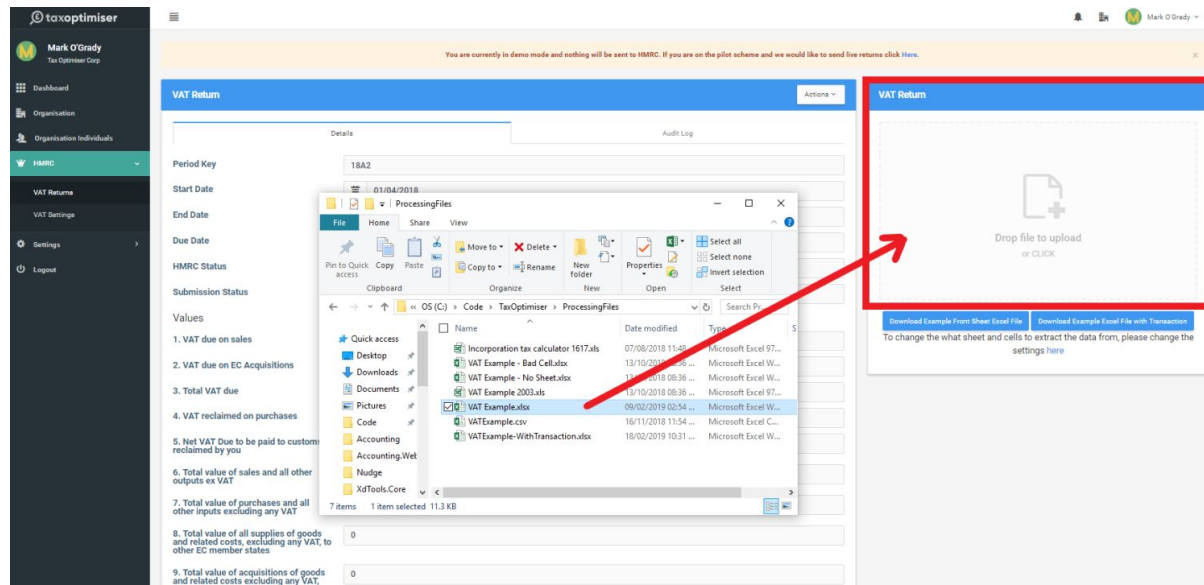 taxoptimiser
Mark O'Grady
Mark O'Grady
Tax Optimiser Corp
You are currently in demo mode and nothing will be sent to HMRC. If you are on the pilot scheme and we would like to send live returns click Here.
Dashboard
Organisation
Organisation Individuals
HMRC
VAT Returns
VAT Settings
Settings
Logout
VAT Return
Actions
Details
Audit Log
Period Key
18A2
Start Date
01/04/2018
End Date
Due Date
HMRC Status
Submission Status
Values
1. VAT due on sales
2. VAT due on EC Acquisitions
3. Total VAT due
4. VAT reclaimed on purchases
5. Net VAT Due to be paid to
reclaimed by you
6. Total value of sales and all other
outputs ex VAT
7. Total value of purchases and all
other inputs excluding any VAT
8. Total value of all supplies of goods
and related costs, excluding any VAT, to
other EC member states
0
9. Total value of acquisitions of goods
and related costs excluding any VAT,
0
ProcessingFiles
File
Home
Share
View
Pin to Quick
access
Copy
Paste
Move to
Copy to
Delete
Rename
New
folder
Properties
Select all
Select none
Invert selection
Clipboard
Organize
New
Open
Select
« OS (C:) > Code > TaxOptimiser > ProcessingFiles
Search Pr...
Quick access
Desktop
Downloads
Documents
Pictures
Code
Accounting
Accounting.Wel
Nudge
XdTools.Core
Name
Date modified
Type
S
Incorporation tax calculator 1617.xls
07/08/2018 11:48
Microsoft Excel 97...
VAT Example - Bad Cell.xlsx
13/10/2018 08:36 ...
Microsoft Excel W...
VAT Example - No Sheet.xlsx
2018 08:36 ...
Microsoft Excel W...
VAT Example 2003.xls
13/10/2018 08:36 ...
Microsoft Excel 97...
VAT Example.xlsx
09/02/2019 02:54 ...
Microsoft Excel W...
VATExample.csv
16/11/2018 11:54 ...
Microsoft Excel C...
VATExample-WithTransaction.xlsx
18/02/2019 10:31 ...
Microsoft Excel W...
7 items
1 item selected 11.3 KB
VAT Return
Drop file to upload
or CLICK
Download Example Front Sheet Excel File
Download Example Excel File with Transaction
To change the what sheet and cells to extract the data from, please change the
settings here